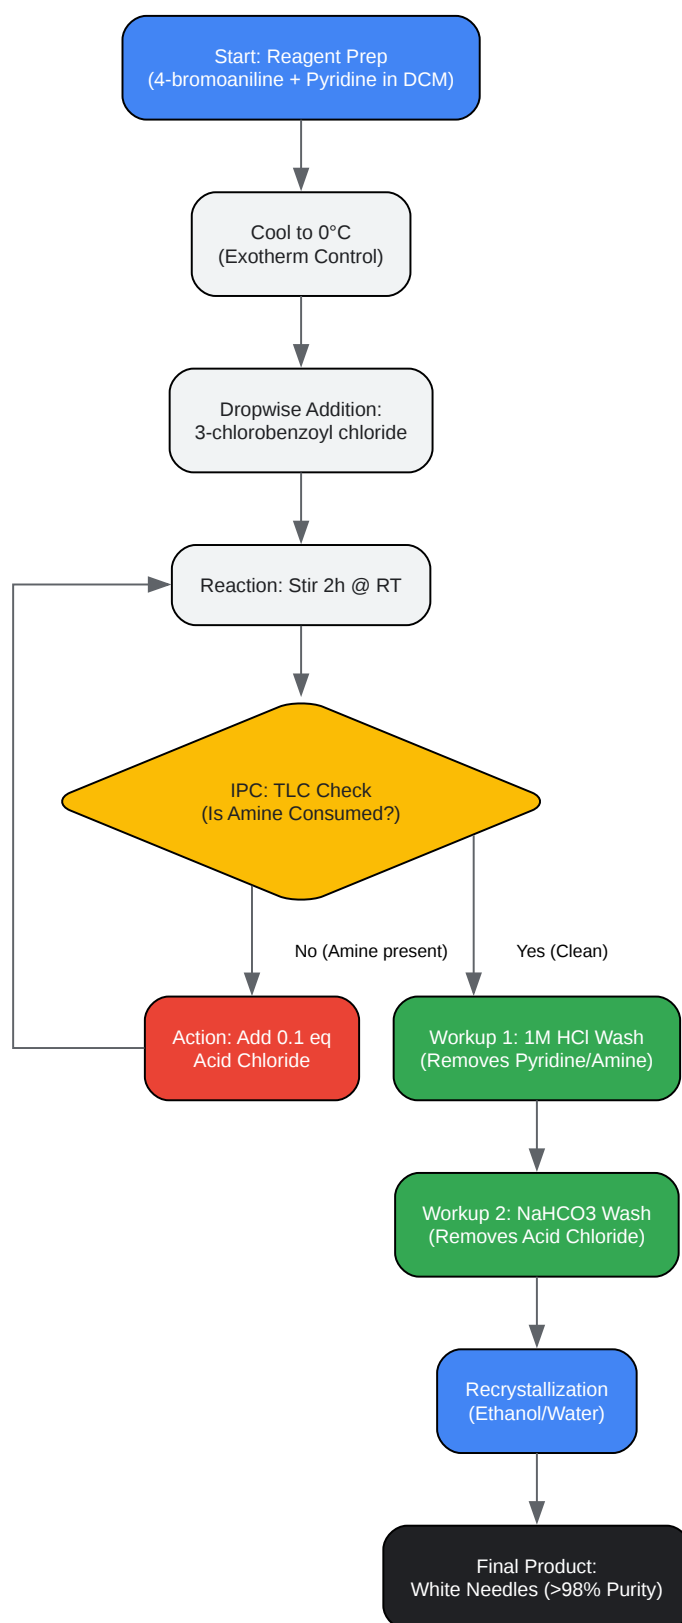 Start: Reagent Prep
(4-bromoaniline + Pyridine in DCM)
Cool to 0°C
(Exotherm Control)
Dropwise Addition:
3-chlorobenzoyl chloride
Reaction: Stir 2h @ RT
IPC: TLC Check
(Is Amine Consumed?)
No (Amine present)
Yes (Clean)
Action: Add 0.1 eq
Acid Chloride
Workup 1: 1M HCl Wash
(Removes Pyridine/Amine)
Workup 2: NaHCO3 Wash
(Removes Acid Chloride)
Recrystallization
(Ethanol/Water)
Final Product:
White Needles (>98% Purity)